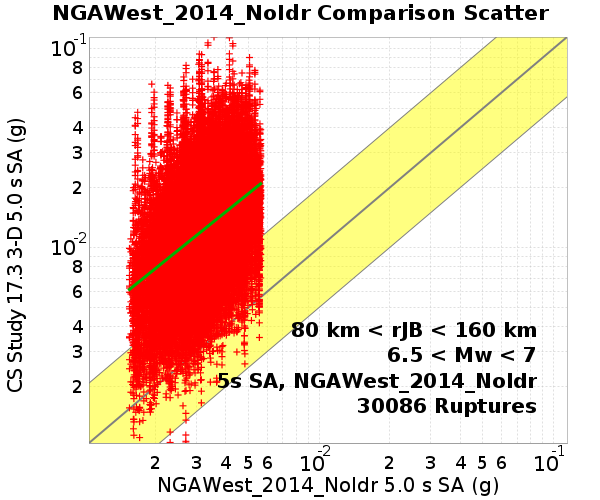 NGAWest_2014_NoIdr Comparison Scatter
CS Study 17.3 3-D 5.0 s SA (g)
10-1
8
6
4
3
2
10-2
8
6
4
3
2
80 km < rJB < 160 km
6.5 < Mw < 7
5s SA, NGAWest_2014_NoIdr
30086 Ruptures
2 3 4 5 6 10-2 2 3 4 5 6 10-1
NGAWest_2014_NoIdr 5.0 s SA (g)